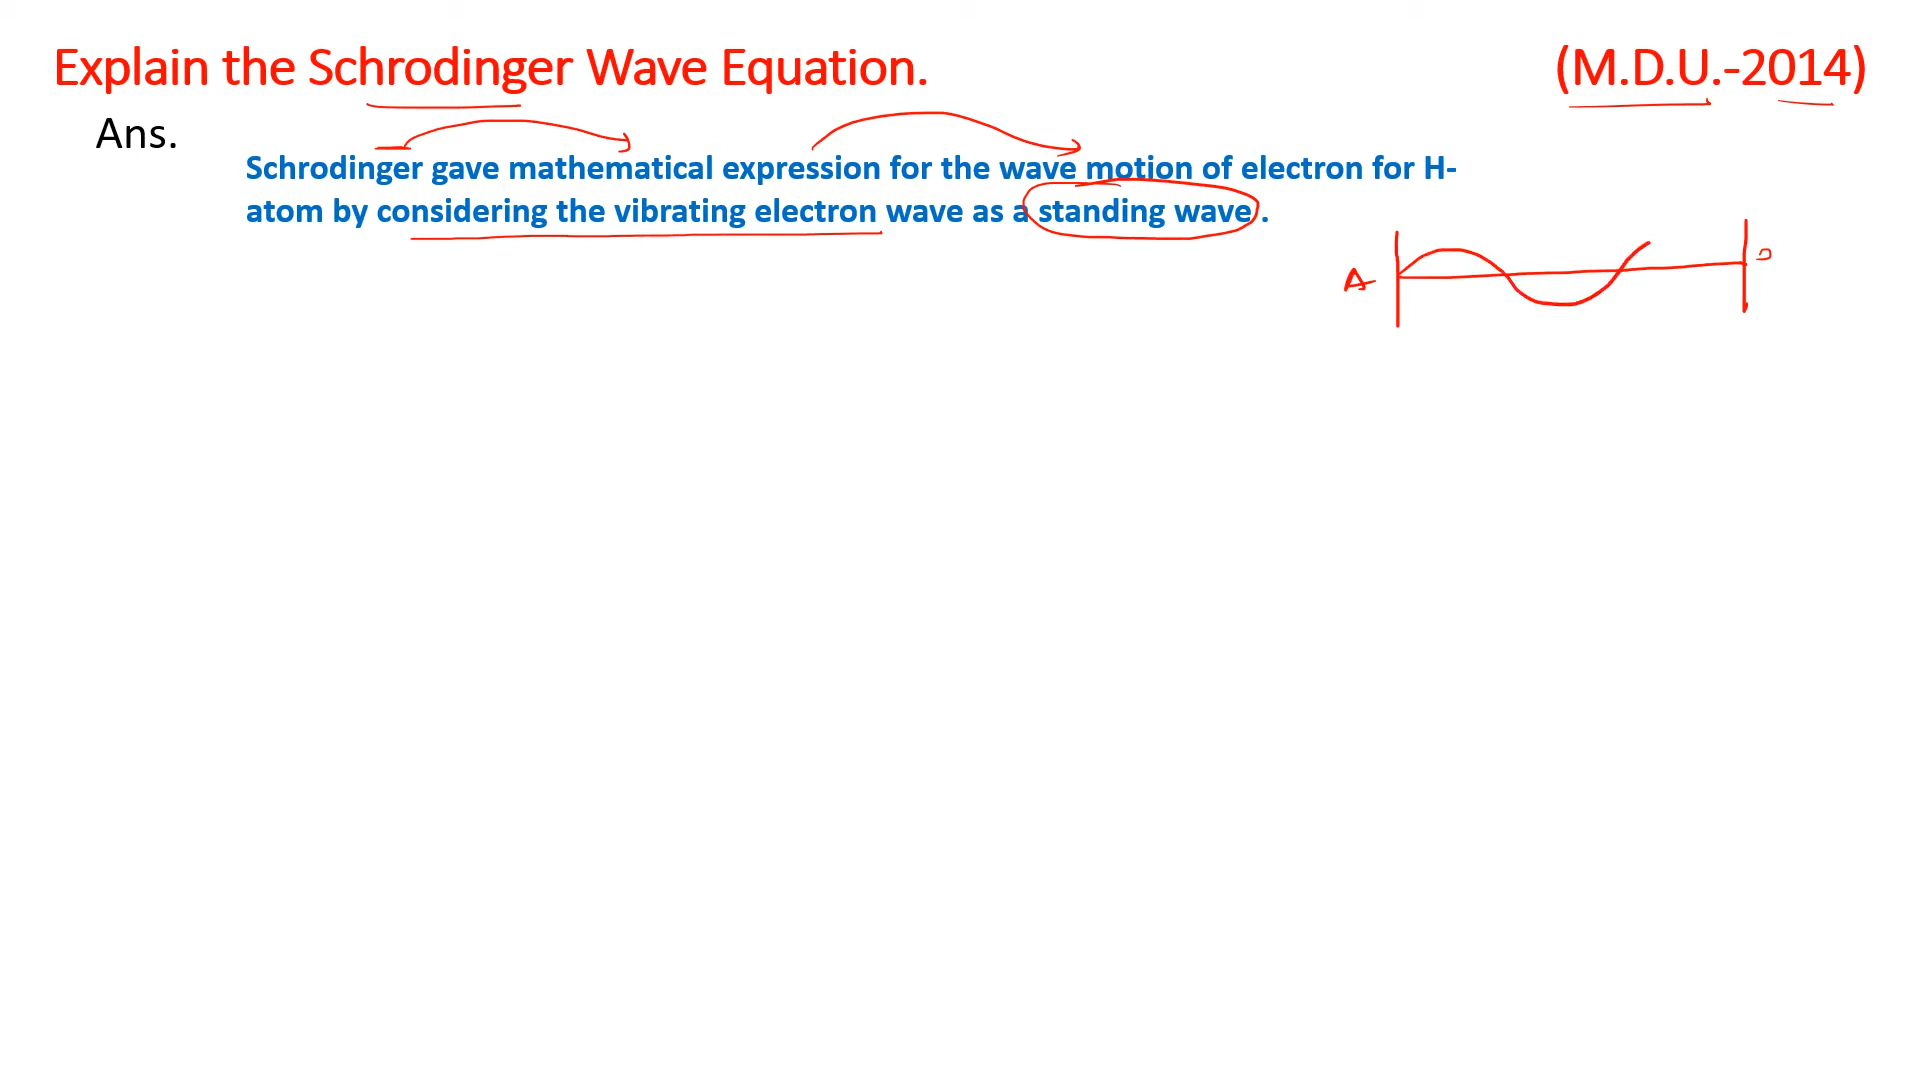 Explain the Schrodinger Wave Equation. (M.D.U.-2014)
Ans.
Schrodinger gave mathematical expression for the wave motion of electron for H-
atom by considering the vibrating electron wave as a standing wave .
A